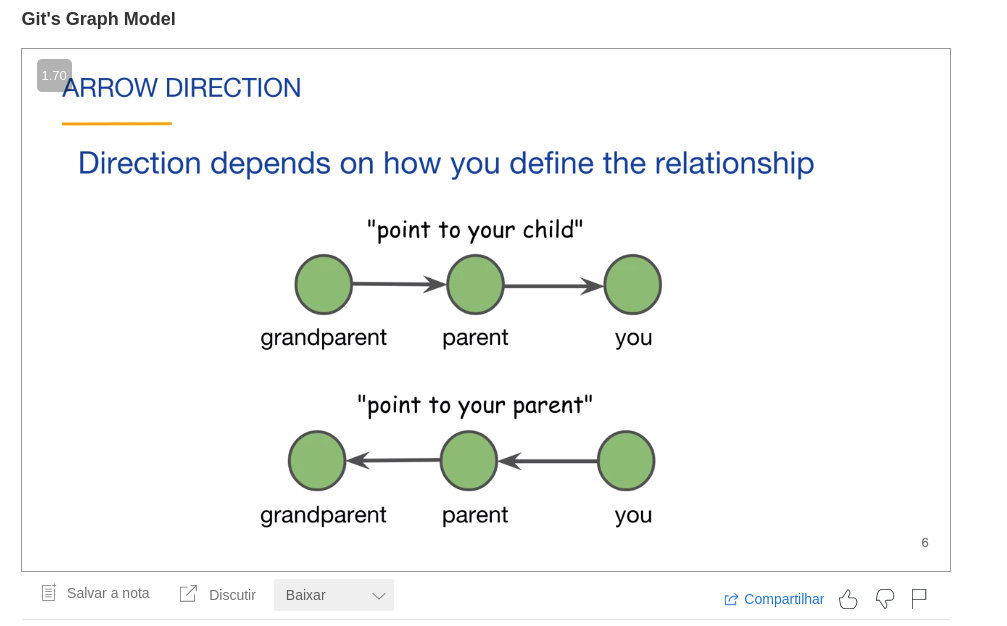 Git's Graph Model
1.70
ARROW DIRECTION
Direction depends on how you define the relationship
"point to your child"
grandparent parent you
"point to your parent"
grandparent parent you
6
Salvar a nota Discutir Baixar Compartilhar